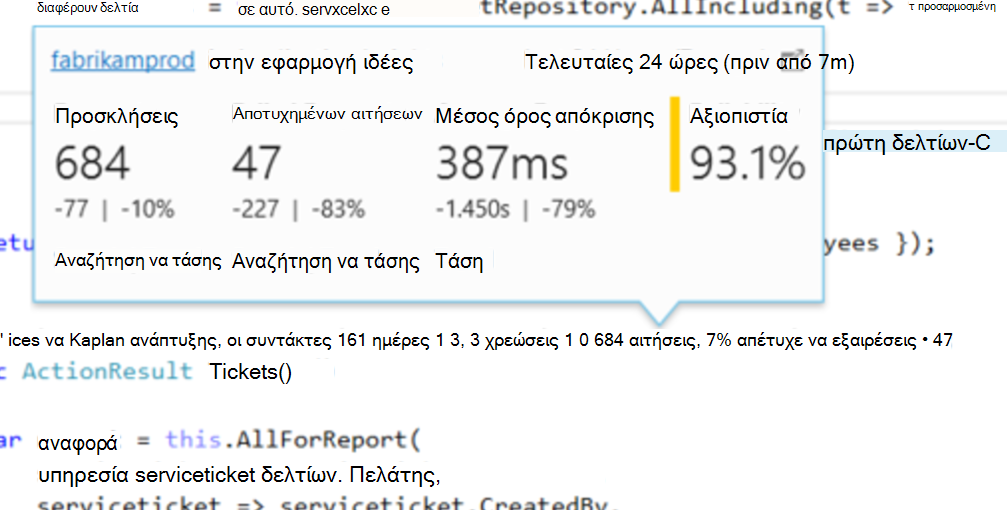 διαφέρουν δελτία = σε αυτό. servxcelxc e tRepository.AllIncluding(t => τ προσαρμοσμένη
fabrikamprod στην εφαρμογή ιδέες Τελευταίες 24 ώρες (πριν από 7m)
Προσκλήσεις Αποτυχημένων αιτήσεων Μέσος όρος απόκρισης Αξιοπιστία
πρώτη δελτίων-C
684 47 387ms 93.1%
-77 | -10% -227 | -83% -1.450s | -79%
etu yees });
Αναζήτηση να τάσης Αναζήτηση να τάσης Τάση
' ices να Kaplan ανάπτυξης, οι συντάκτες 161 ημέρες 1 3, 3 χρεώσεις 1 0 684 αιτήσεις, 7% απέτυχε να εξαιρέσεις • 47
c ActionResult Tickets()
ar αναφορά = this.AllForReport(
υπηρεσία serviceticket δελτίων. Πελάτης,
serviceticket => serviceticket.CreatedBy,